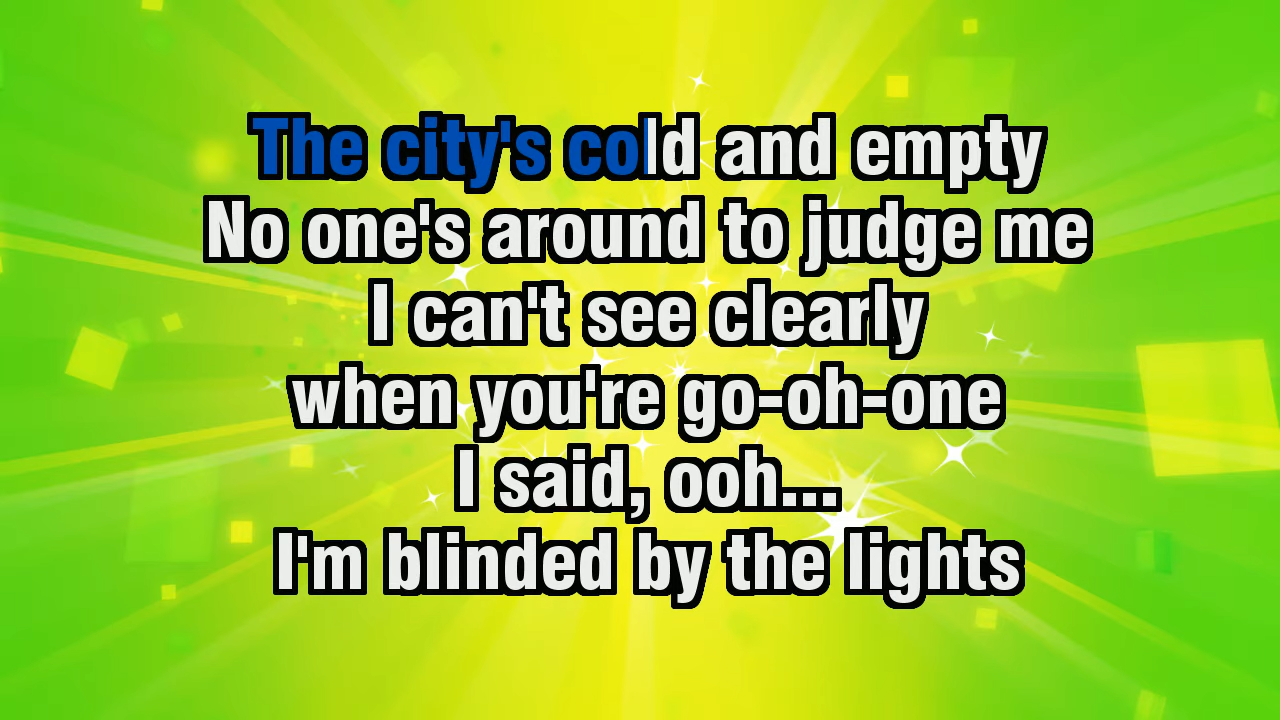 The city's cold and empty
No one's around to judge me
I can't see clearly
when you're go-oh-one
I said, ooh...
I'm blinded by the lights